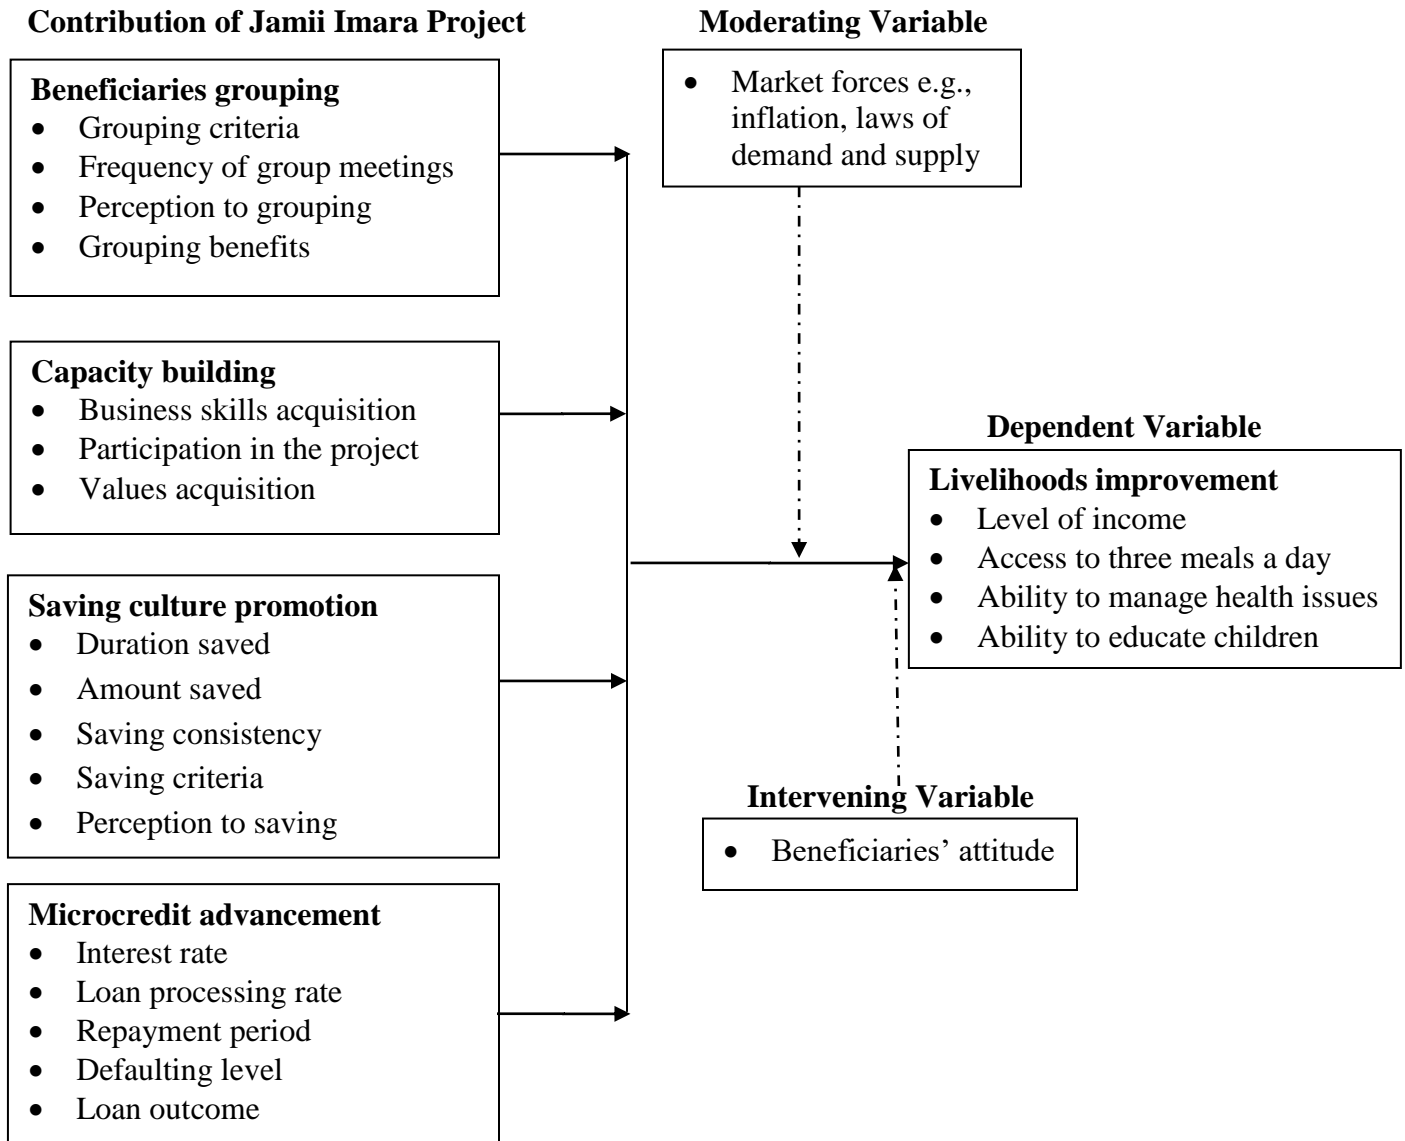 Contribution of Jamii Imara Project
Beneficiaries grouping
• Grouping criteria
• Frequency of group meetings
• Perception to grouping
• Grouping benefits
Capacity building
• Business skills acquisition
• Participation in the project
• Values acquisition
Saving culture promotion
• Duration saved
• Amount saved
• Saving consistency
• Saving criteria
• Perception to saving
Microcredit advancement
• Interest rate
• Loan processing rate
• Repayment period
• Defaulting level
• Loan outcome
Moderating Variable
• Market forces e.g.,
inflation, laws of
demand and supply
Dependent Variable
Livelihoods improvement
• Level of income
• Access to three meals a day
• Ability to manage health issues
• Ability to educate children
Intervening Variable
• Beneficiaries’ attitude